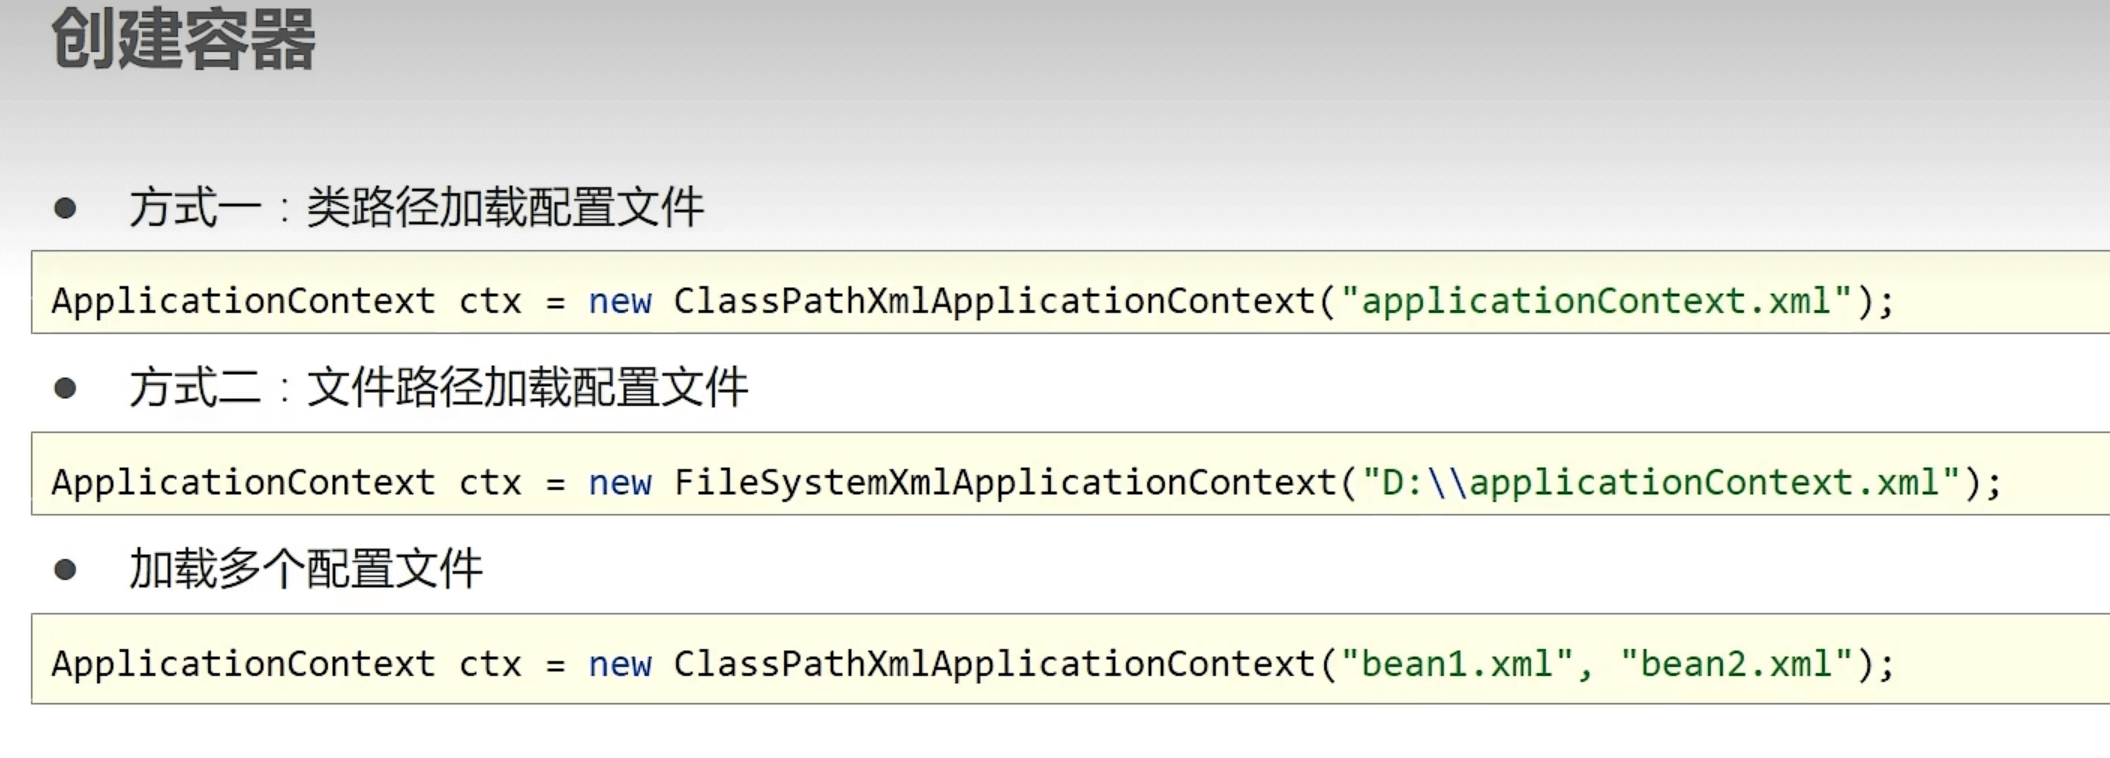 创建容器
● 方式一：类路径加载配置文件
ApplicationContext ctx = new ClassPathXmlApplicationContext("applicationContext.xml");
● 方式二：文件路径加载配置文件
ApplicationContext ctx = new FileSystemXmlApplicationContext("D:\\applicationContext.xml");
● 加载多个配置文件
ApplicationContext ctx = new ClassPathXmlApplicationContext("bean1.xml", "bean2.xml");